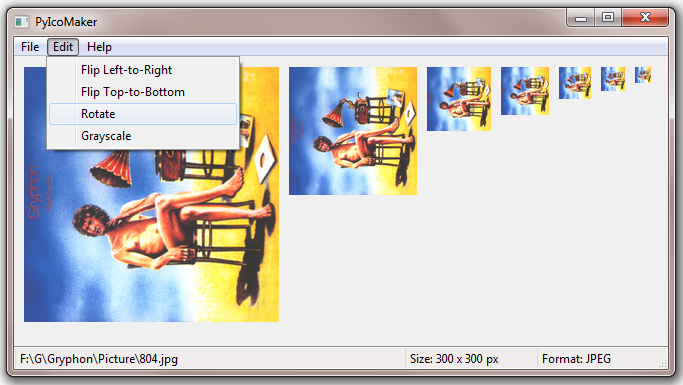 PyIcoMaker
File Edit Help
Flip Left-to-Right
Flip Top-to-Bottom
Rotate
Grayscale
Gryphon
F:\G\Gryphon\Picture\804.jpg Size: 300 x 300 px Format: JPEG